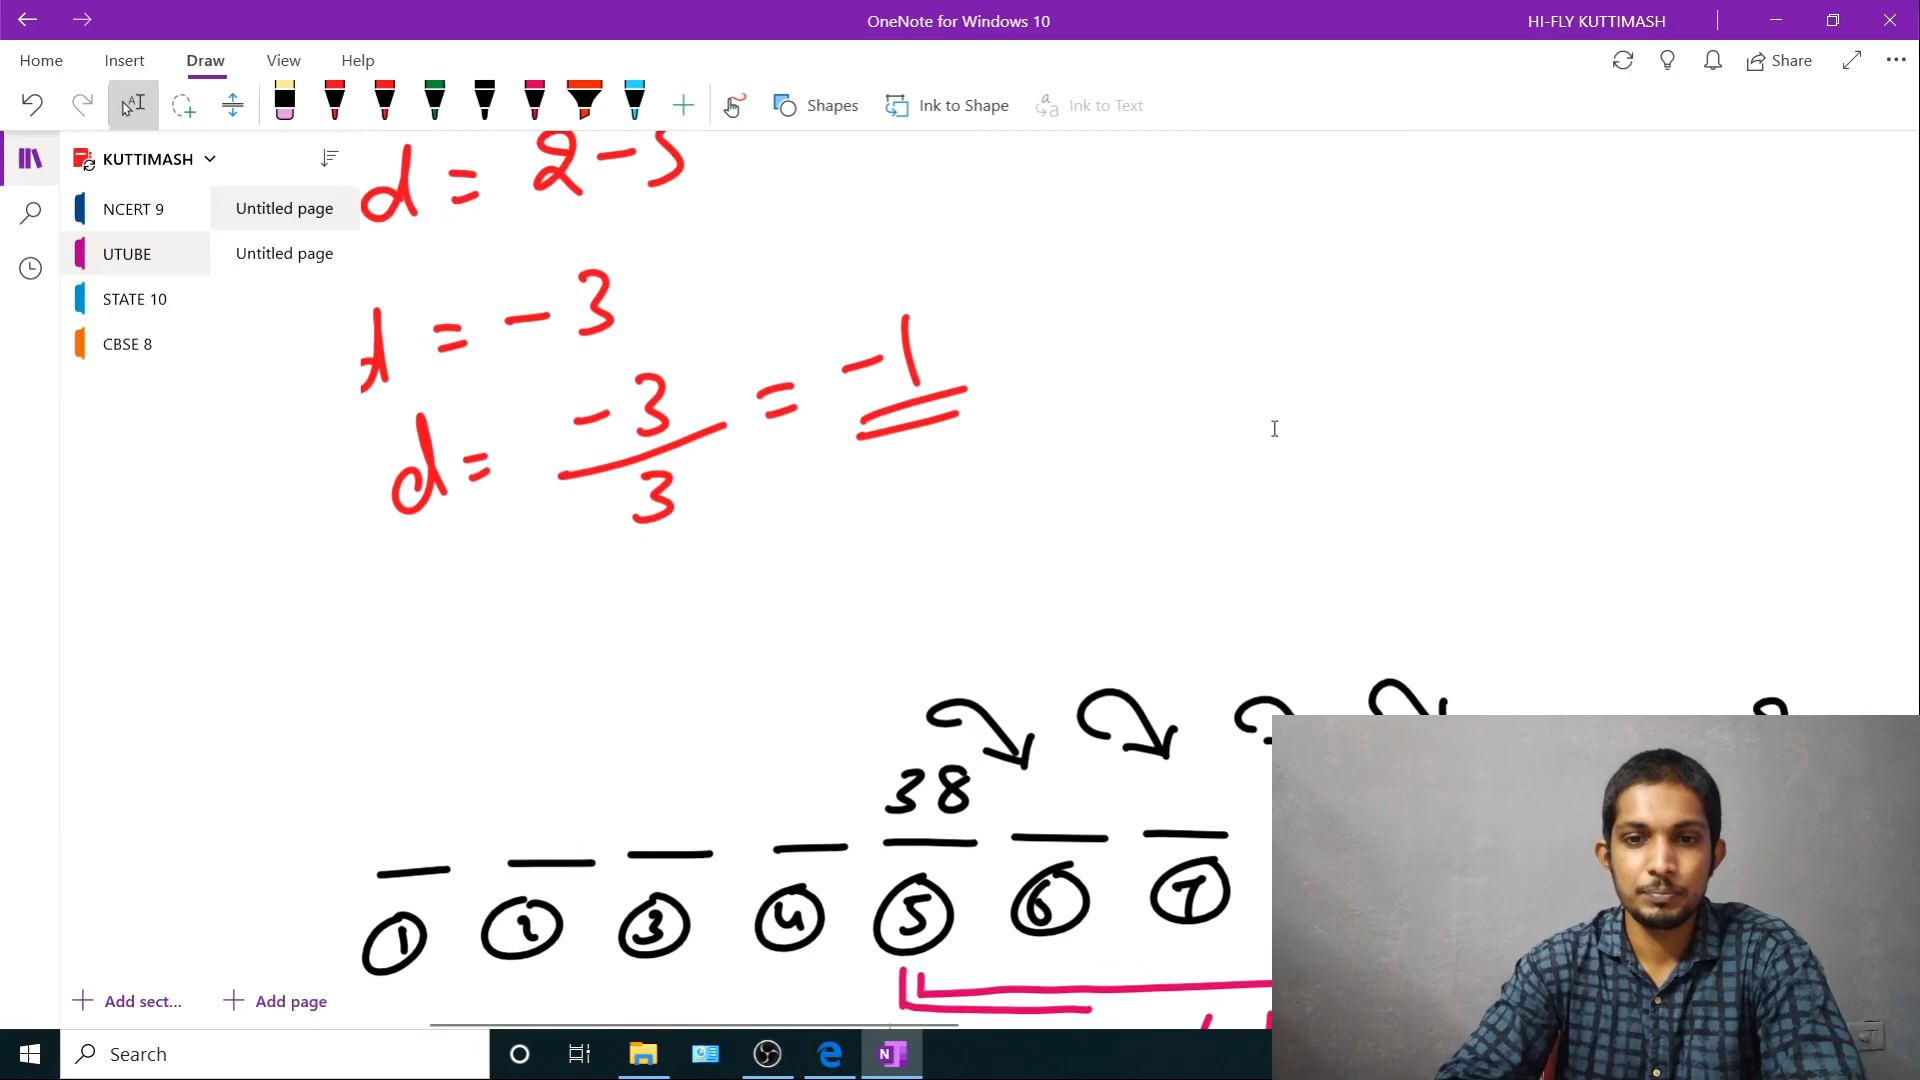 OneNote for Windows 10
HI-FLY KUTTIMASH
Home Insert Draw View Help
Share
Shapes Ink to Shape Ink to Text
KUTTIMASH
NCERT 9
UTUBE
STATE 10
CBSE 8
Untitled page
Untitled page
d = 2 - 5
d = - 3
d = - 3 / 3 = - 1
38
1 2 3 4 5 6 7
Add sect... Add page
Search